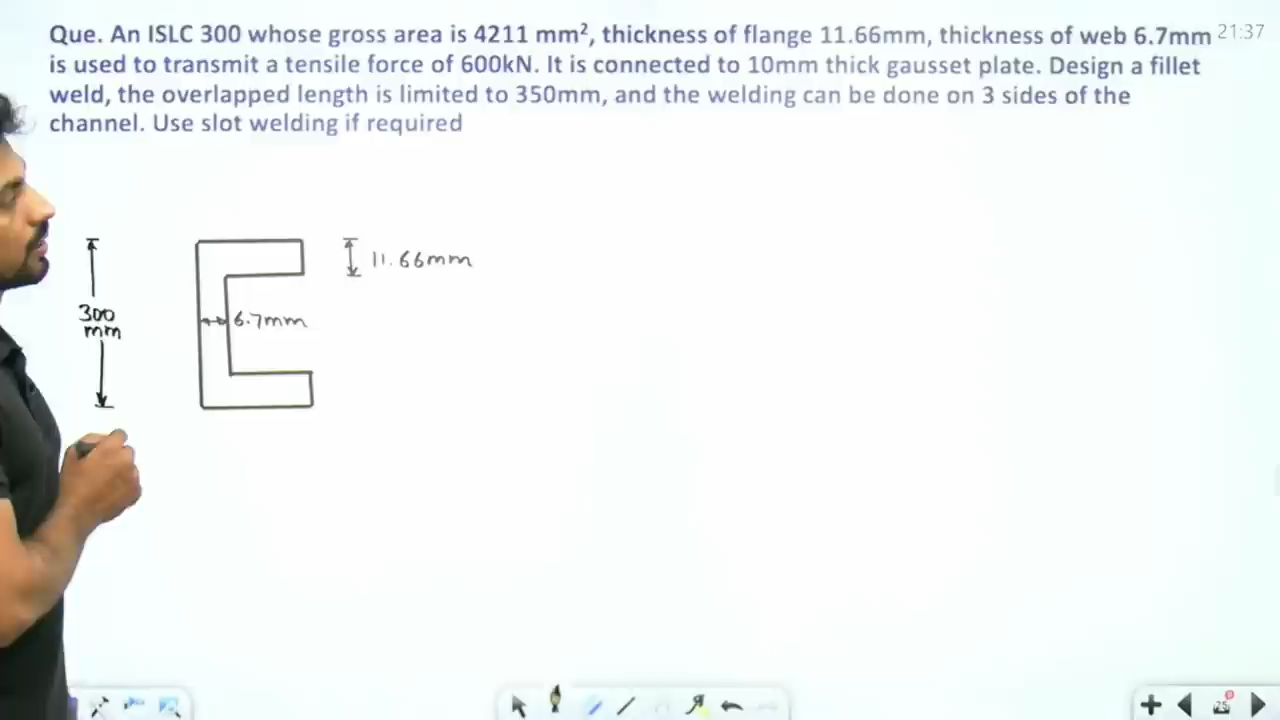 Que. An ISLC 300 whose gross area is 4211 mm², thickness of flange 11.66mm, thickness of web 6.7mm
21:37
is used to transmit a tensile force of 600kN. It is connected to 10mm thick gausset plate. Design a fillet
weld, the overlapped length is limited to 350mm, and the welding can be done on 3 sides of the
channel. Use slot welding if required
11.66mm
300
mm
6.7mm
25